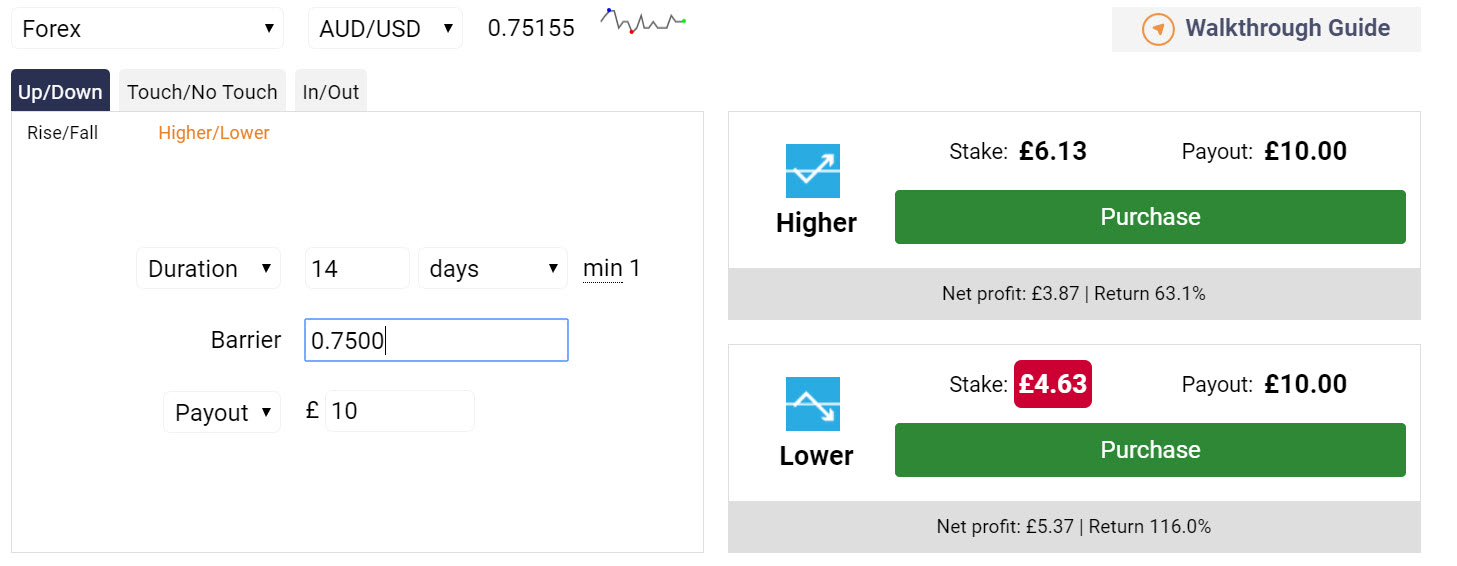 Forex AUD/USD 0.75155 Walkthrough Guide
Up/Down Touch/No Touch In/Out
Rise/Fall Higher/Lower
Duration 14 days min 1
Barrier 0.7500
Payout £ 10
Stake: £6.13 Payout: £10.00
Higher
Purchase
Net profit: £3.87 | Return 63.1%
Stake: £4.63 Payout: £10.00
Lower
Purchase
Net profit: £5.37 | Return 116.0%